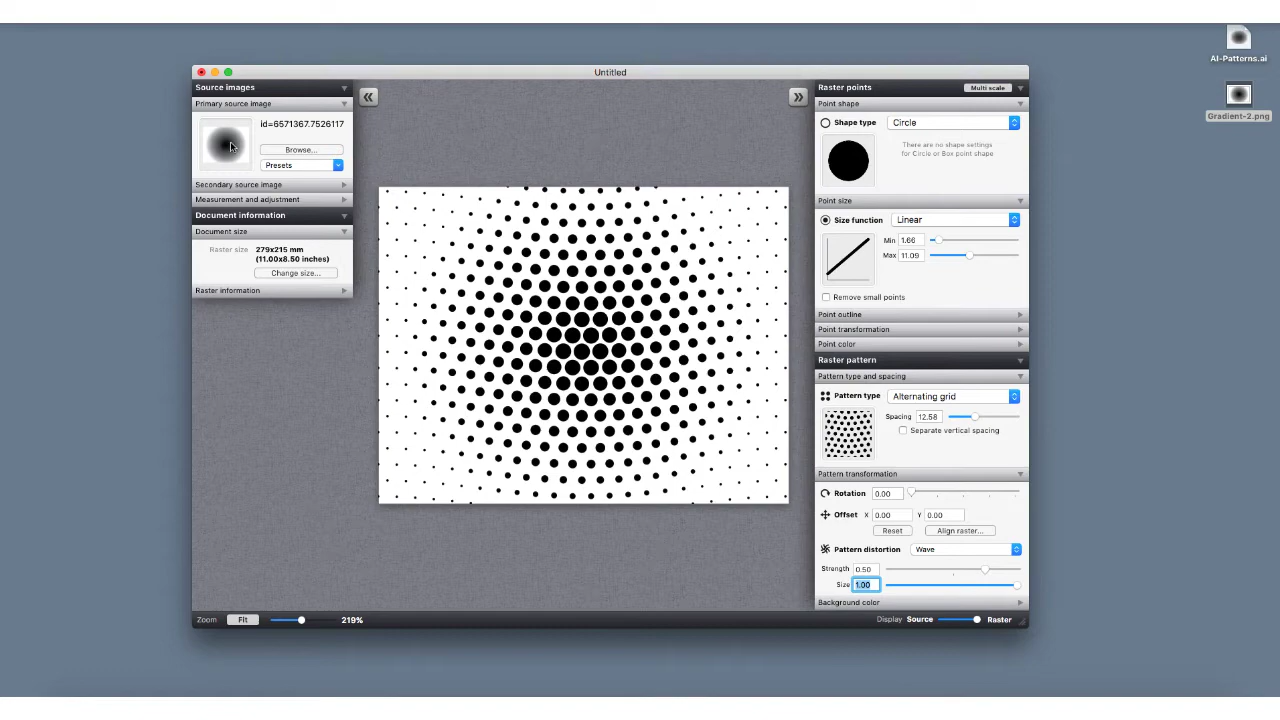 Untitled
Source images
Primary source image
id=6571367.7526117
Browse...
Presets
Secondary source image
Measurement and adjustment
Document information
Document size
Raster size 279x215 mm
(11.00x8.50 inches)
Change size...
Raster information
Raster points Multi scale
Point shape
Shape type Circle
There are no shape settings
for Circle or Box point shape
Point size
Size function Linear
Min 1.66
Max 11.09
Remove small points
Point outline
Point transformation
Point color
Raster pattern
Pattern type and spacing
Pattern type Alternating grid
Spacing 12.58
Separate vertical spacing
Pattern transformation
Rotation 0.00
Offset X 0.00 Y 0.00
Reset Align raster...
Pattern distortion Wave
Strength 0.50
Size 1.00
Background color
Zoom Fit 219%
Display Source Raster
AI-Patterns.ai
Gradient-2.png